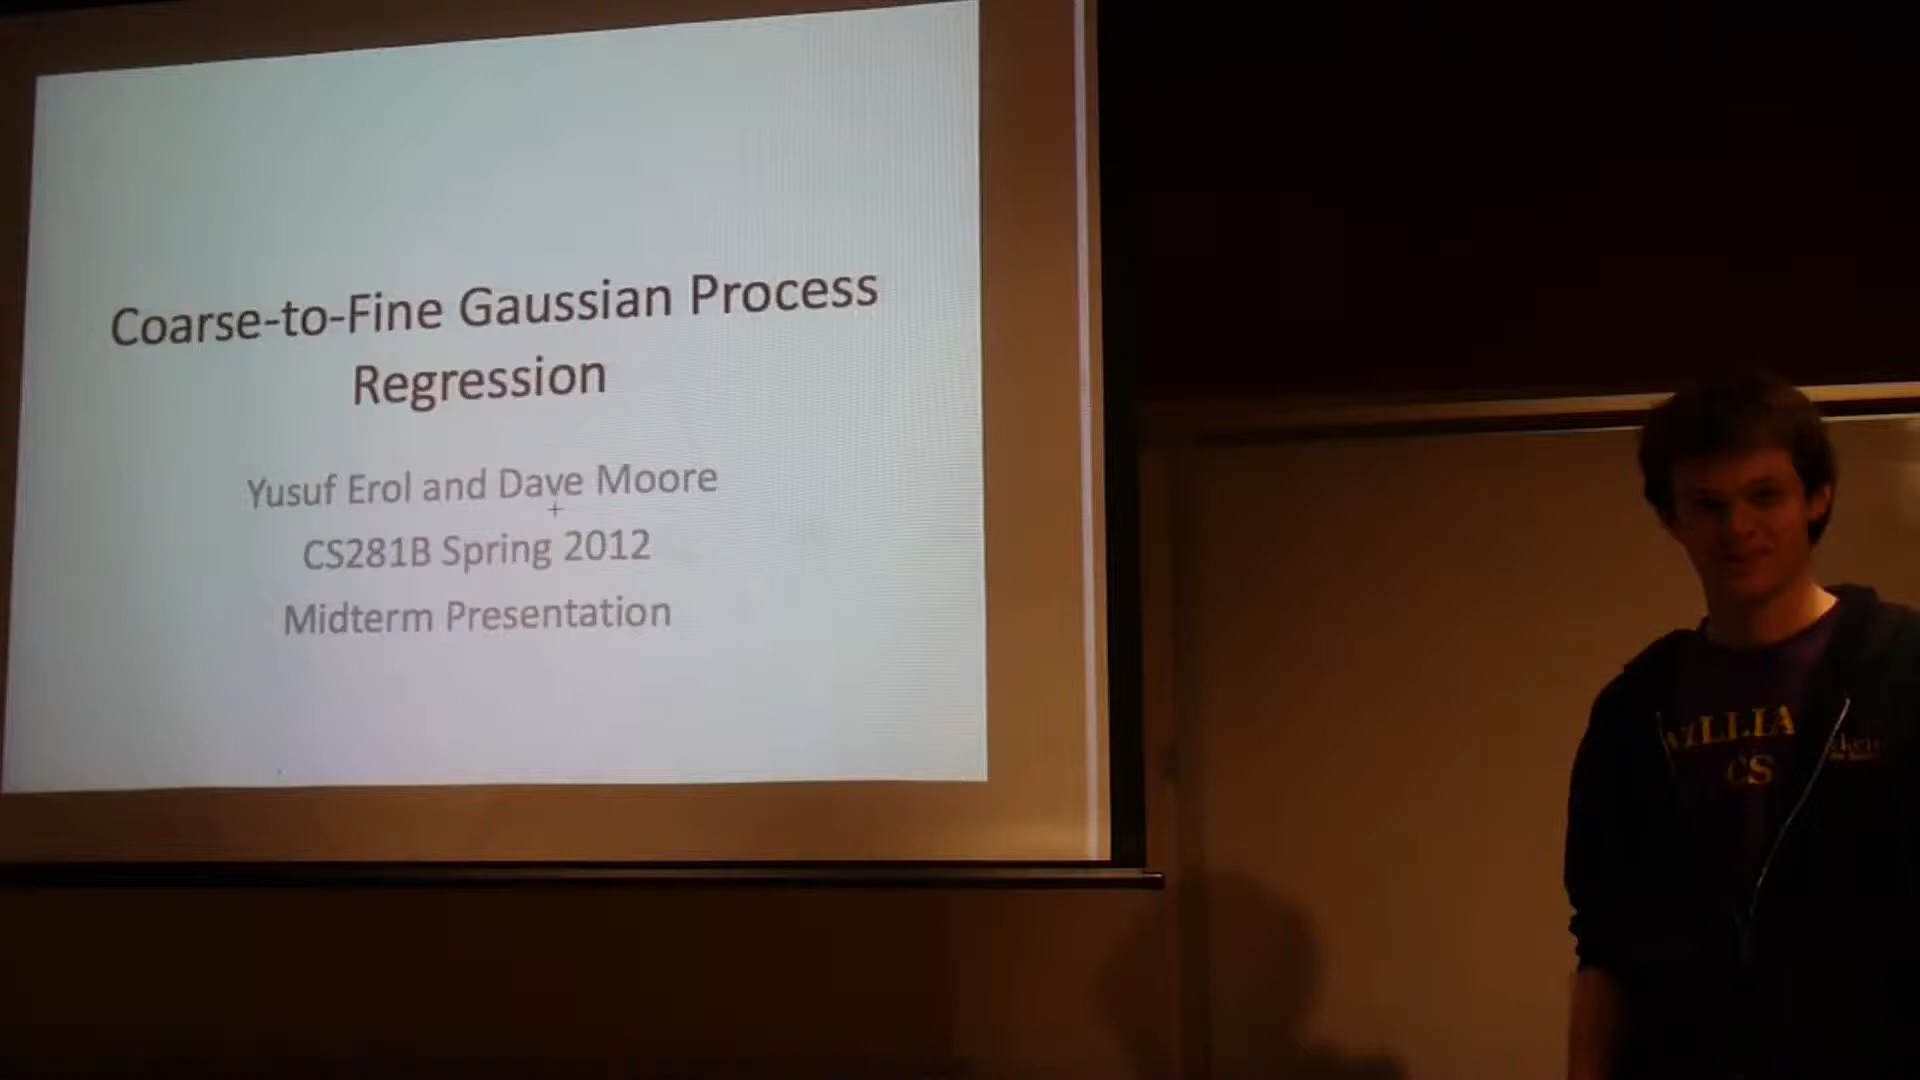 Coarse-to-Fine Gaussian Process
Regression
Yusuf Erol and Dave Moore
CS281B Spring 2012
Midterm Presentation
CS